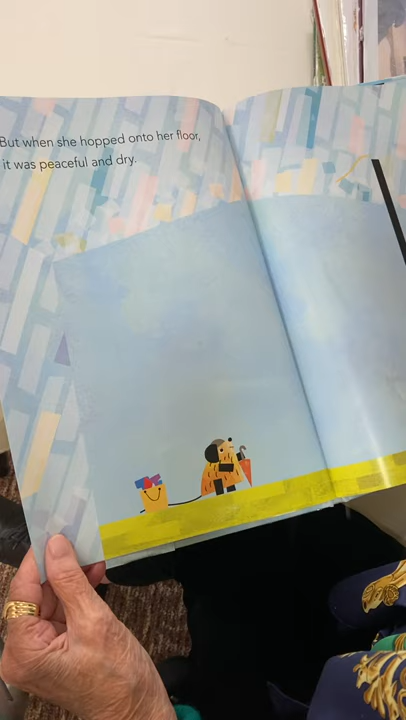 But when she hopped onto her floor,
it was peaceful and dry.